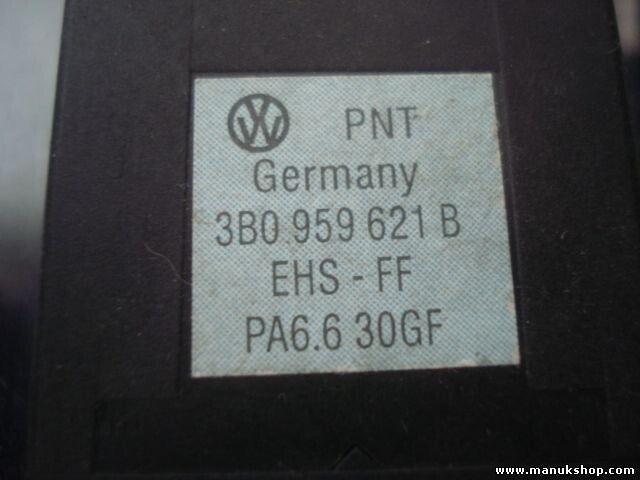 PNT
Germany
3B0 959 621 B
EHS - FF
PA6.6 30GF
www.manukshop.com